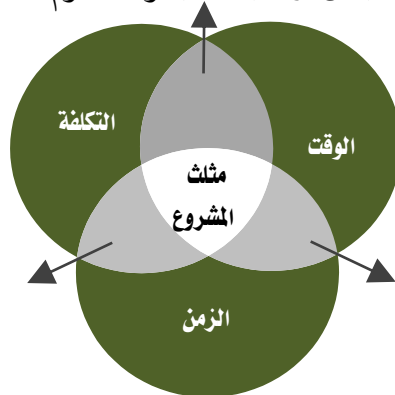 التكلفة
الوقت
مثلث
المشروع
الزمن